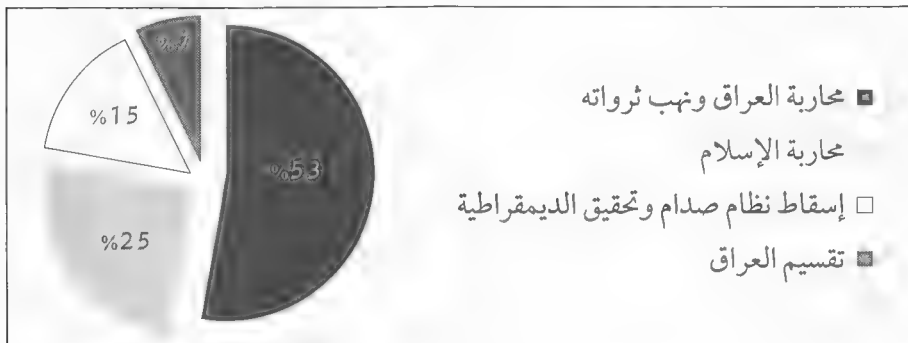 محاربة العراق ونهب ثرواته
محاربة الإسلام
إسقاط نظام صدام وتحقيق الديمقراطية
تقسيم العراق
%53
%25
%15